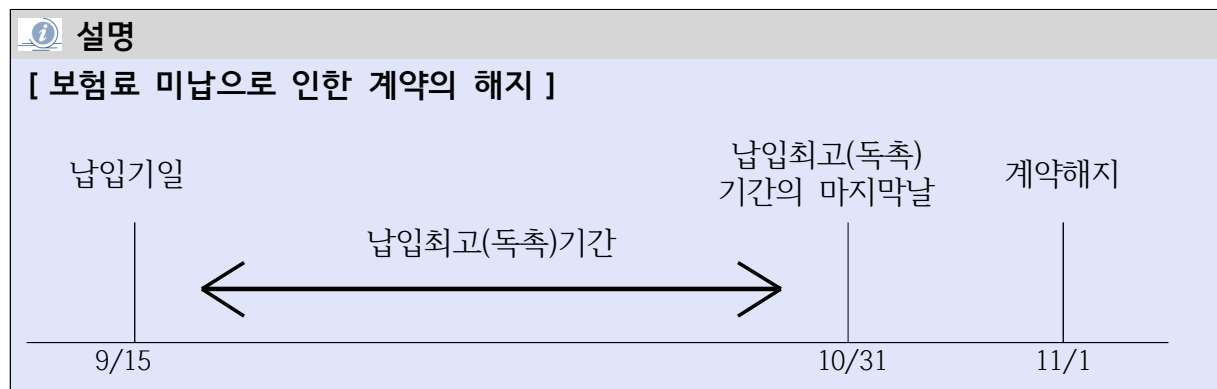 설명
[ 보험료 미납으로 인한 계약의 해지 ]
납입기일
납입최고(독촉)
기간의 마지막날
계약해지
납입최고(독촉)기간
9/15
10/31
11/1